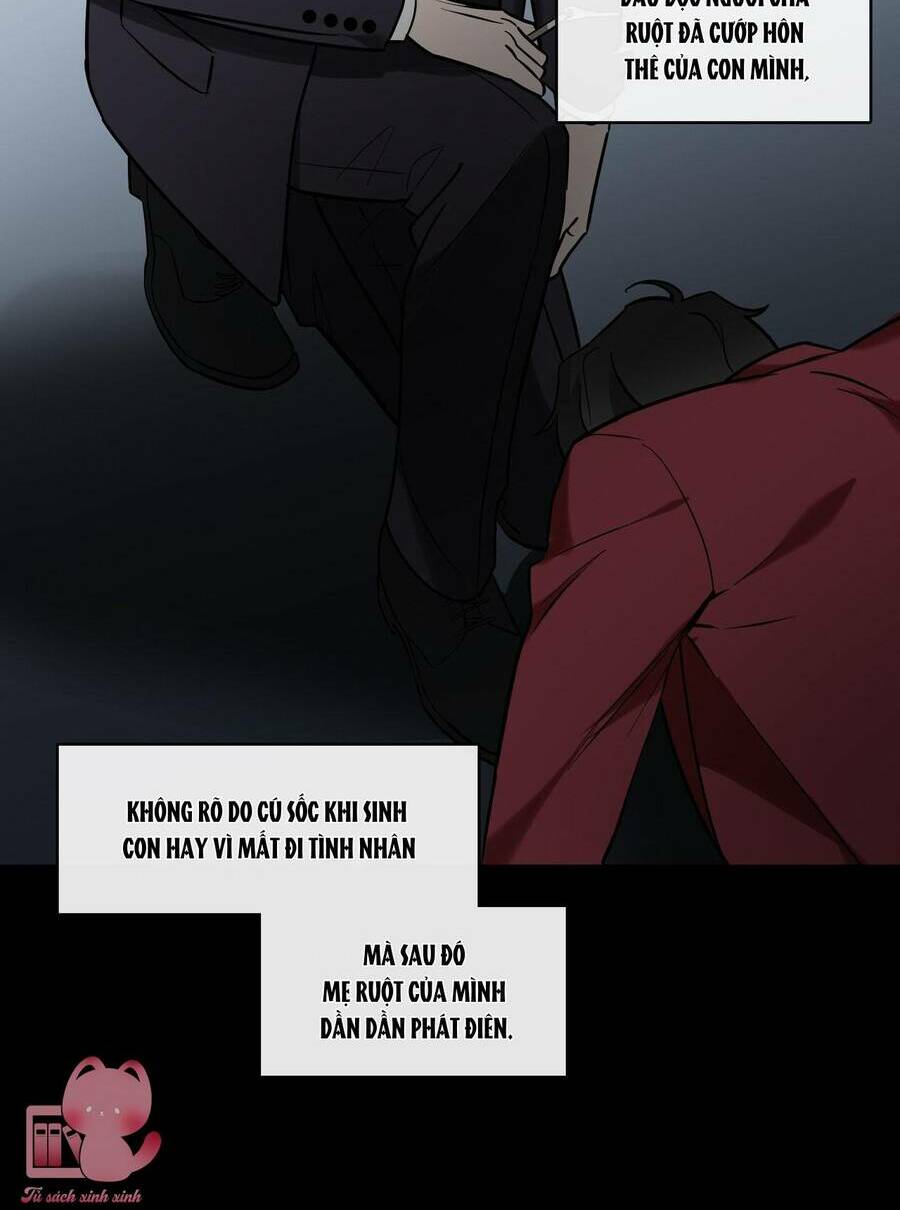 RUỘT ĐÃ CƯỚP HÔN
THÊ CỦA CON MÌNH,
KHÔNG RÕ DO CÚ SỐC KHI SINH
CON HAY VÌ MẤT ĐI TÌNH NHÂN
MÀ SAU ĐÓ
MẸ RUỘT CỦA MÌNH
DẦN DẦN PHÁT ĐIÊN.
Tủ sách xinh xinh